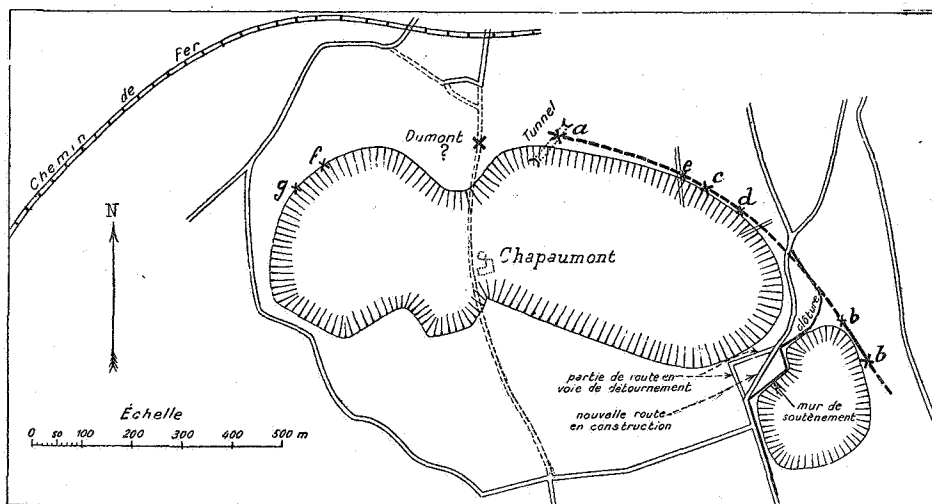 Chemin de Fer
Dumont
?
Tunnel
a
e
c
d
f
g
N
Chapaumont
clôture
b
b
partie de route en
voie de détournement
nouvelle route
en construction
mur de
soutènement
Échelle
0 50 100 200 300 400 500 m